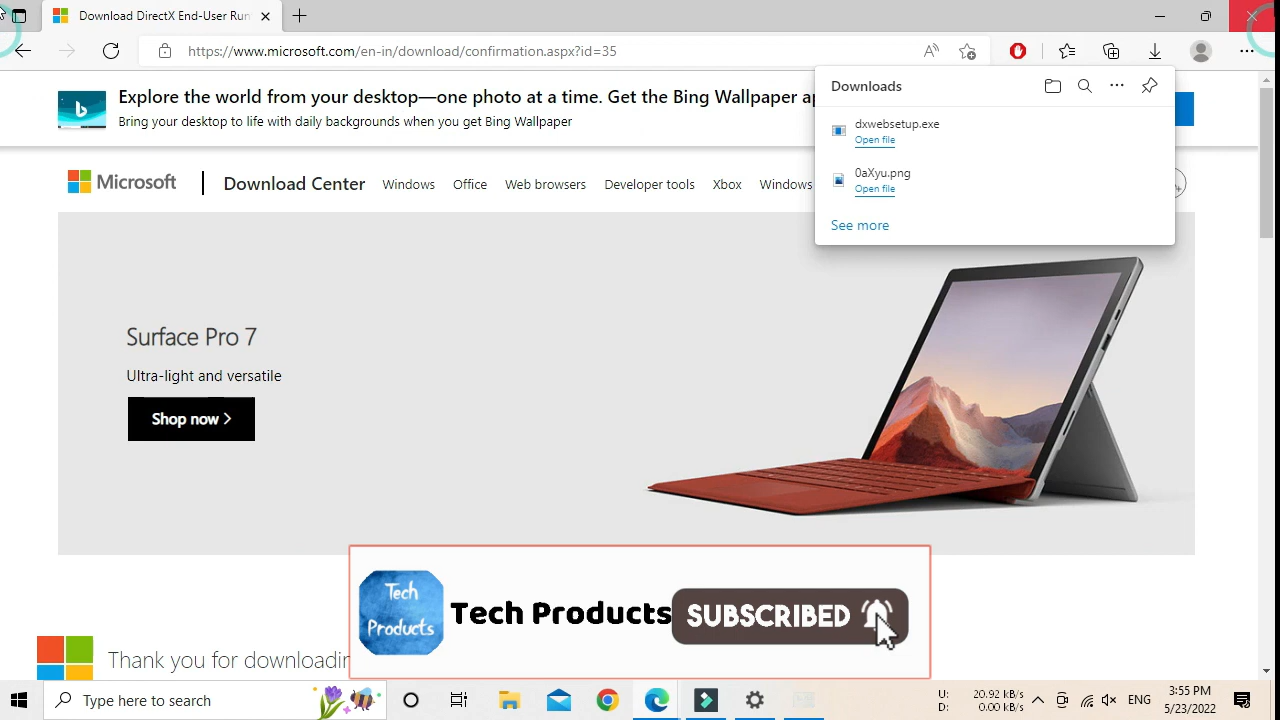 Download DirectX End-User Run
https://www.microsoft.com/en-in/download/confirmation.aspx?id=35
Explore the world from your desktop—one photo at a time. Get the Bing Wallpaper ap
Bring your desktop to life with daily backgrounds when you get Bing Wallpaper
Downloads
dxwebsetup.exe
Open file
0aXyu.png
Open file
See more
Microsoft
Download Center
Windows
Office
Web browsers
Developer tools
Xbox
Windows
Surface Pro 7
Ultra-light and versatile
Shop now >
Tech
Products
Tech Products
SUBSCRIBED
Thank you for downloadin
Type here to search
U: 20.92 kB/s
D: 0.00 kB/s
ENG
3:55 PM
5/23/2022